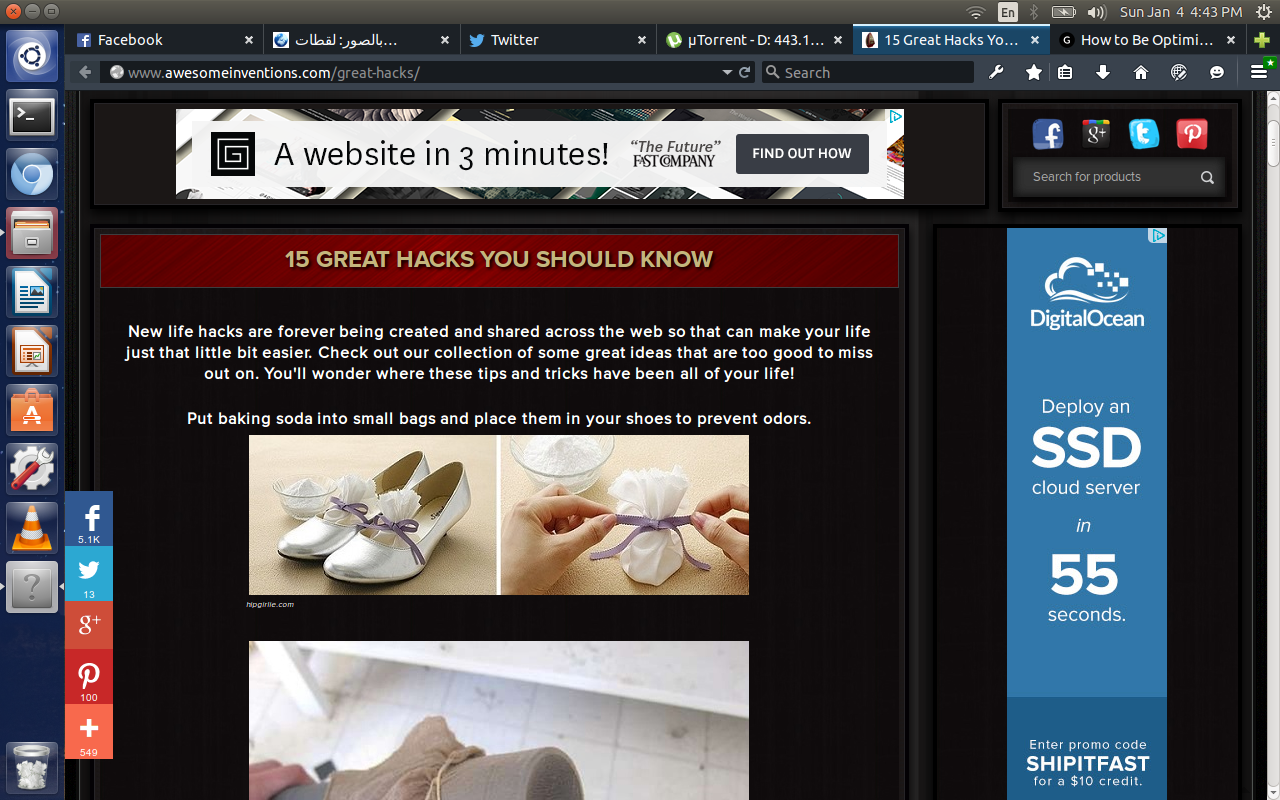 En
Sun Jan 4 4:43 PM
Facebook
بالصور: لقطات...
Twitter
µTorrent - D: 443.1...
15 Great Hacks Yo...
How to Be Optimi...
www.awesomeinventions.com/great-hacks/
Search
A website in 3 minutes!
"The Future"
FAST COMPANY
FIND OUT HOW
Search for products
15 GREAT HACKS YOU SHOULD KNOW
New life hacks are forever being created and shared across the web so that can make your life
just that little bit easier. Check out our collection of some great ideas that are too good to miss
out on. You'll wonder where these tips and tricks have been all of your life!
Put baking soda into small bags and place them in your shoes to prevent odors.
hipgirlie.com
5.1K
13
g+
100
549
DigitalOcean
Deploy an
SSD
cloud server
in
55
seconds.
Enter promo code
SHIPITFAST
for a $10 credit.